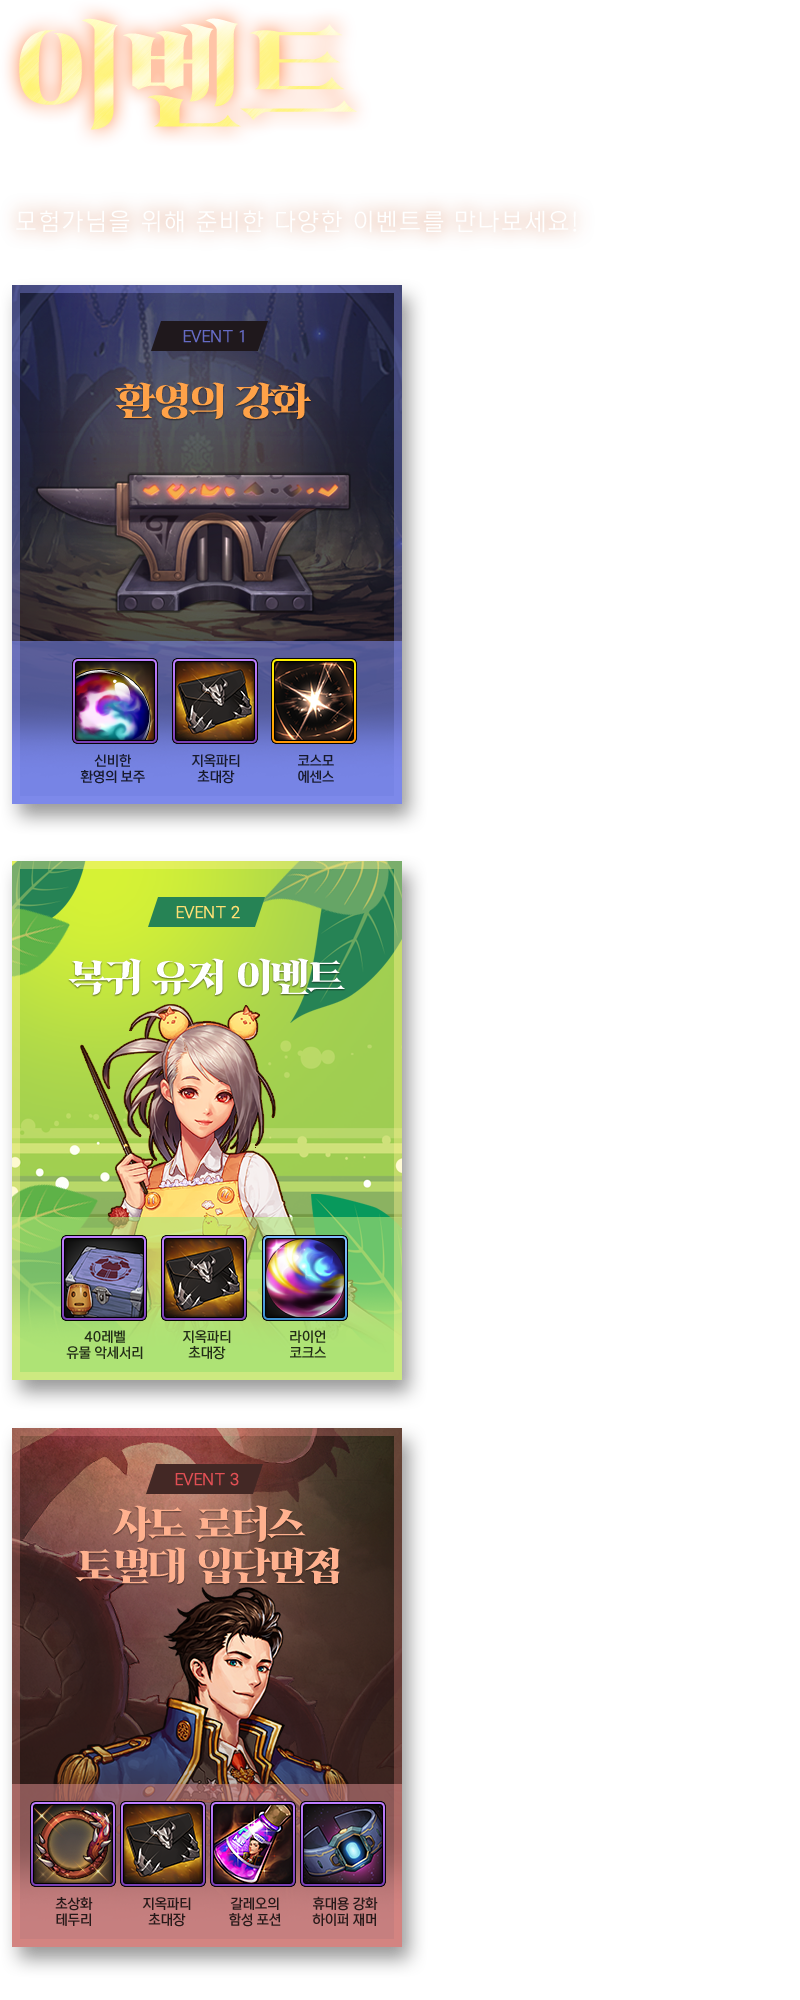 이벤트
모험가님을 위해 준비한 다양한 이벤트를 만나보세요!
EVENT 1
환영의 강화
신비한
환영의 보주
지옥파티
초대장
코스모
에센스
EVENT 2
복귀 유저 이벤트
40레벨
유물 악세서리
지옥파티
초대장
라이언
코크스
EVENT 3
사도 로터스
토벌대 입단면접
초상화
테두리
지옥파티
초대장
갈레오의
함성 포션
휴대용 강화
하이퍼 재머